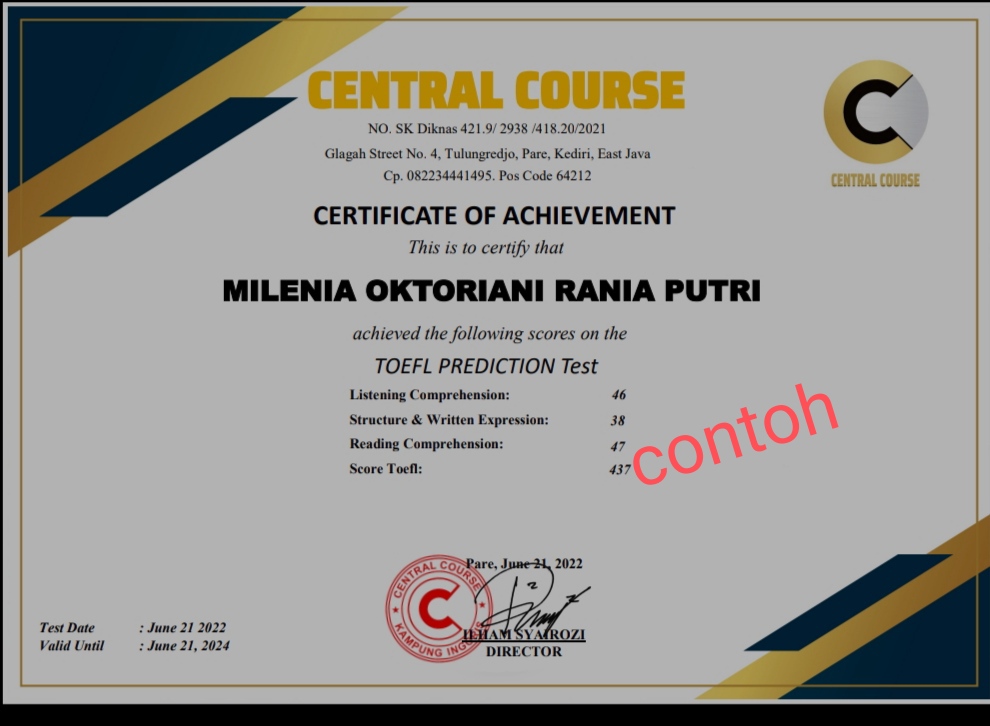 CENTRAL COURSE
NO. SK Diknas 421.9/ 2938 /418.20/2021
Glagah Street No. 4, Tulungredjo, Pare, Kediri, East Java
Cp. 082234441495. Pos Code 64212
CENTRAL COURSE
CERTIFICATE OF ACHIEVEMENT
This is to certify that
MILENIA OKTORIANI RANIA PUTRI
achieved the following scores on the
TOEFL PREDICTION Test
Listening Comprehension: 46
Structure & Written Expression: 38
Reading Comprehension: 47
Score Toefl: 437
contoh
Pare, June 21, 2022
CENTRAL COURSE
KAMPUNG
ILHAM SYAIROZI
DIRECTOR
Test Date : June 21 2022
Valid Until : June 21, 2024